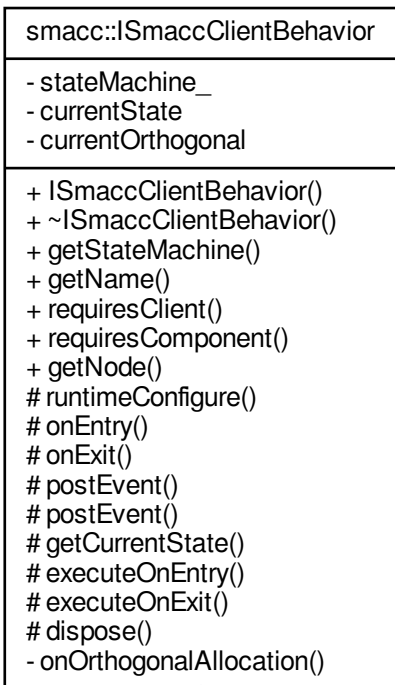 smacc::ISmaccClientBehavior
- stateMachine_
- currentState
- currentOrthogonal
+ ISmaccClientBehavior()
+ ~ISmaccClientBehavior()
+ getStateMachine()
+ getName()
+ requiresClient()
+ requiresComponent()
+ getNode()
# runtimeConfigure()
# onEntry()
# onExit()
# postEvent()
# postEvent()
# getCurrentState()
# executeOnEntry()
# executeOnExit()
# dispose()
- onOrthogonalAllocation()